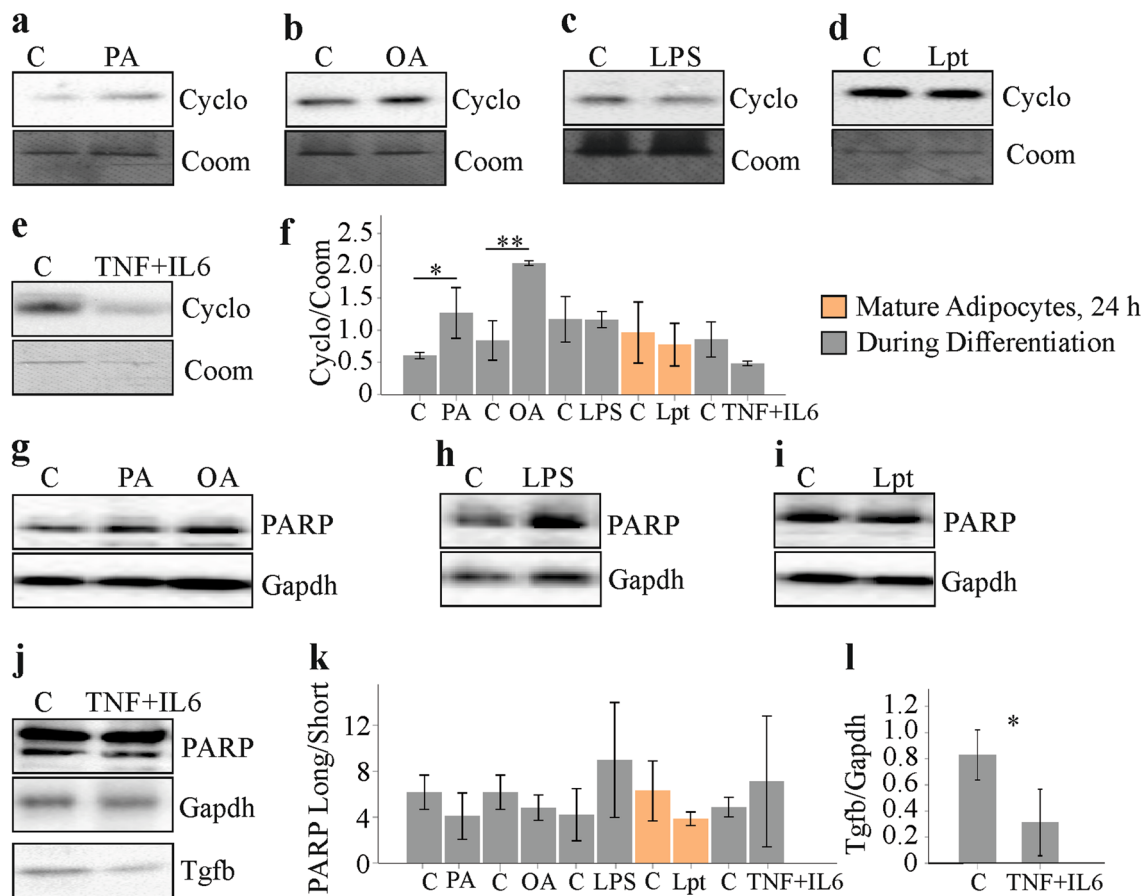 a
C PA
Cyclo
Coom
b
C OA
Cyclo
Coom
c
C LPS
Cyclo
Coom
d
C Lpt
Cyclo
Coom
e
C TNF+IL6
Cyclo
Coom
f
Cyclo/Coom
2.5
2.0
1.5
1.0
0.5
0
* **
C PA C OA C LPS C Lpt C TNF+IL6
Mature Adipocytes, 24 h
During Differentiation
g
C PA OA
PARP
Gapdh
h
C LPS
PARP
Gapdh
i
C Lpt
PARP
Gapdh
j
C TNF+IL6
PARP
Gapdh
Tgfb
k
PARP Long/Short
12
8
4
0
C PA C OA C LPS C Lpt C TNF+IL6
l
Tgfb/Gapdh
1.2
1
0.8
0.6
0.4
0.2
0
*
C TNF+IL6